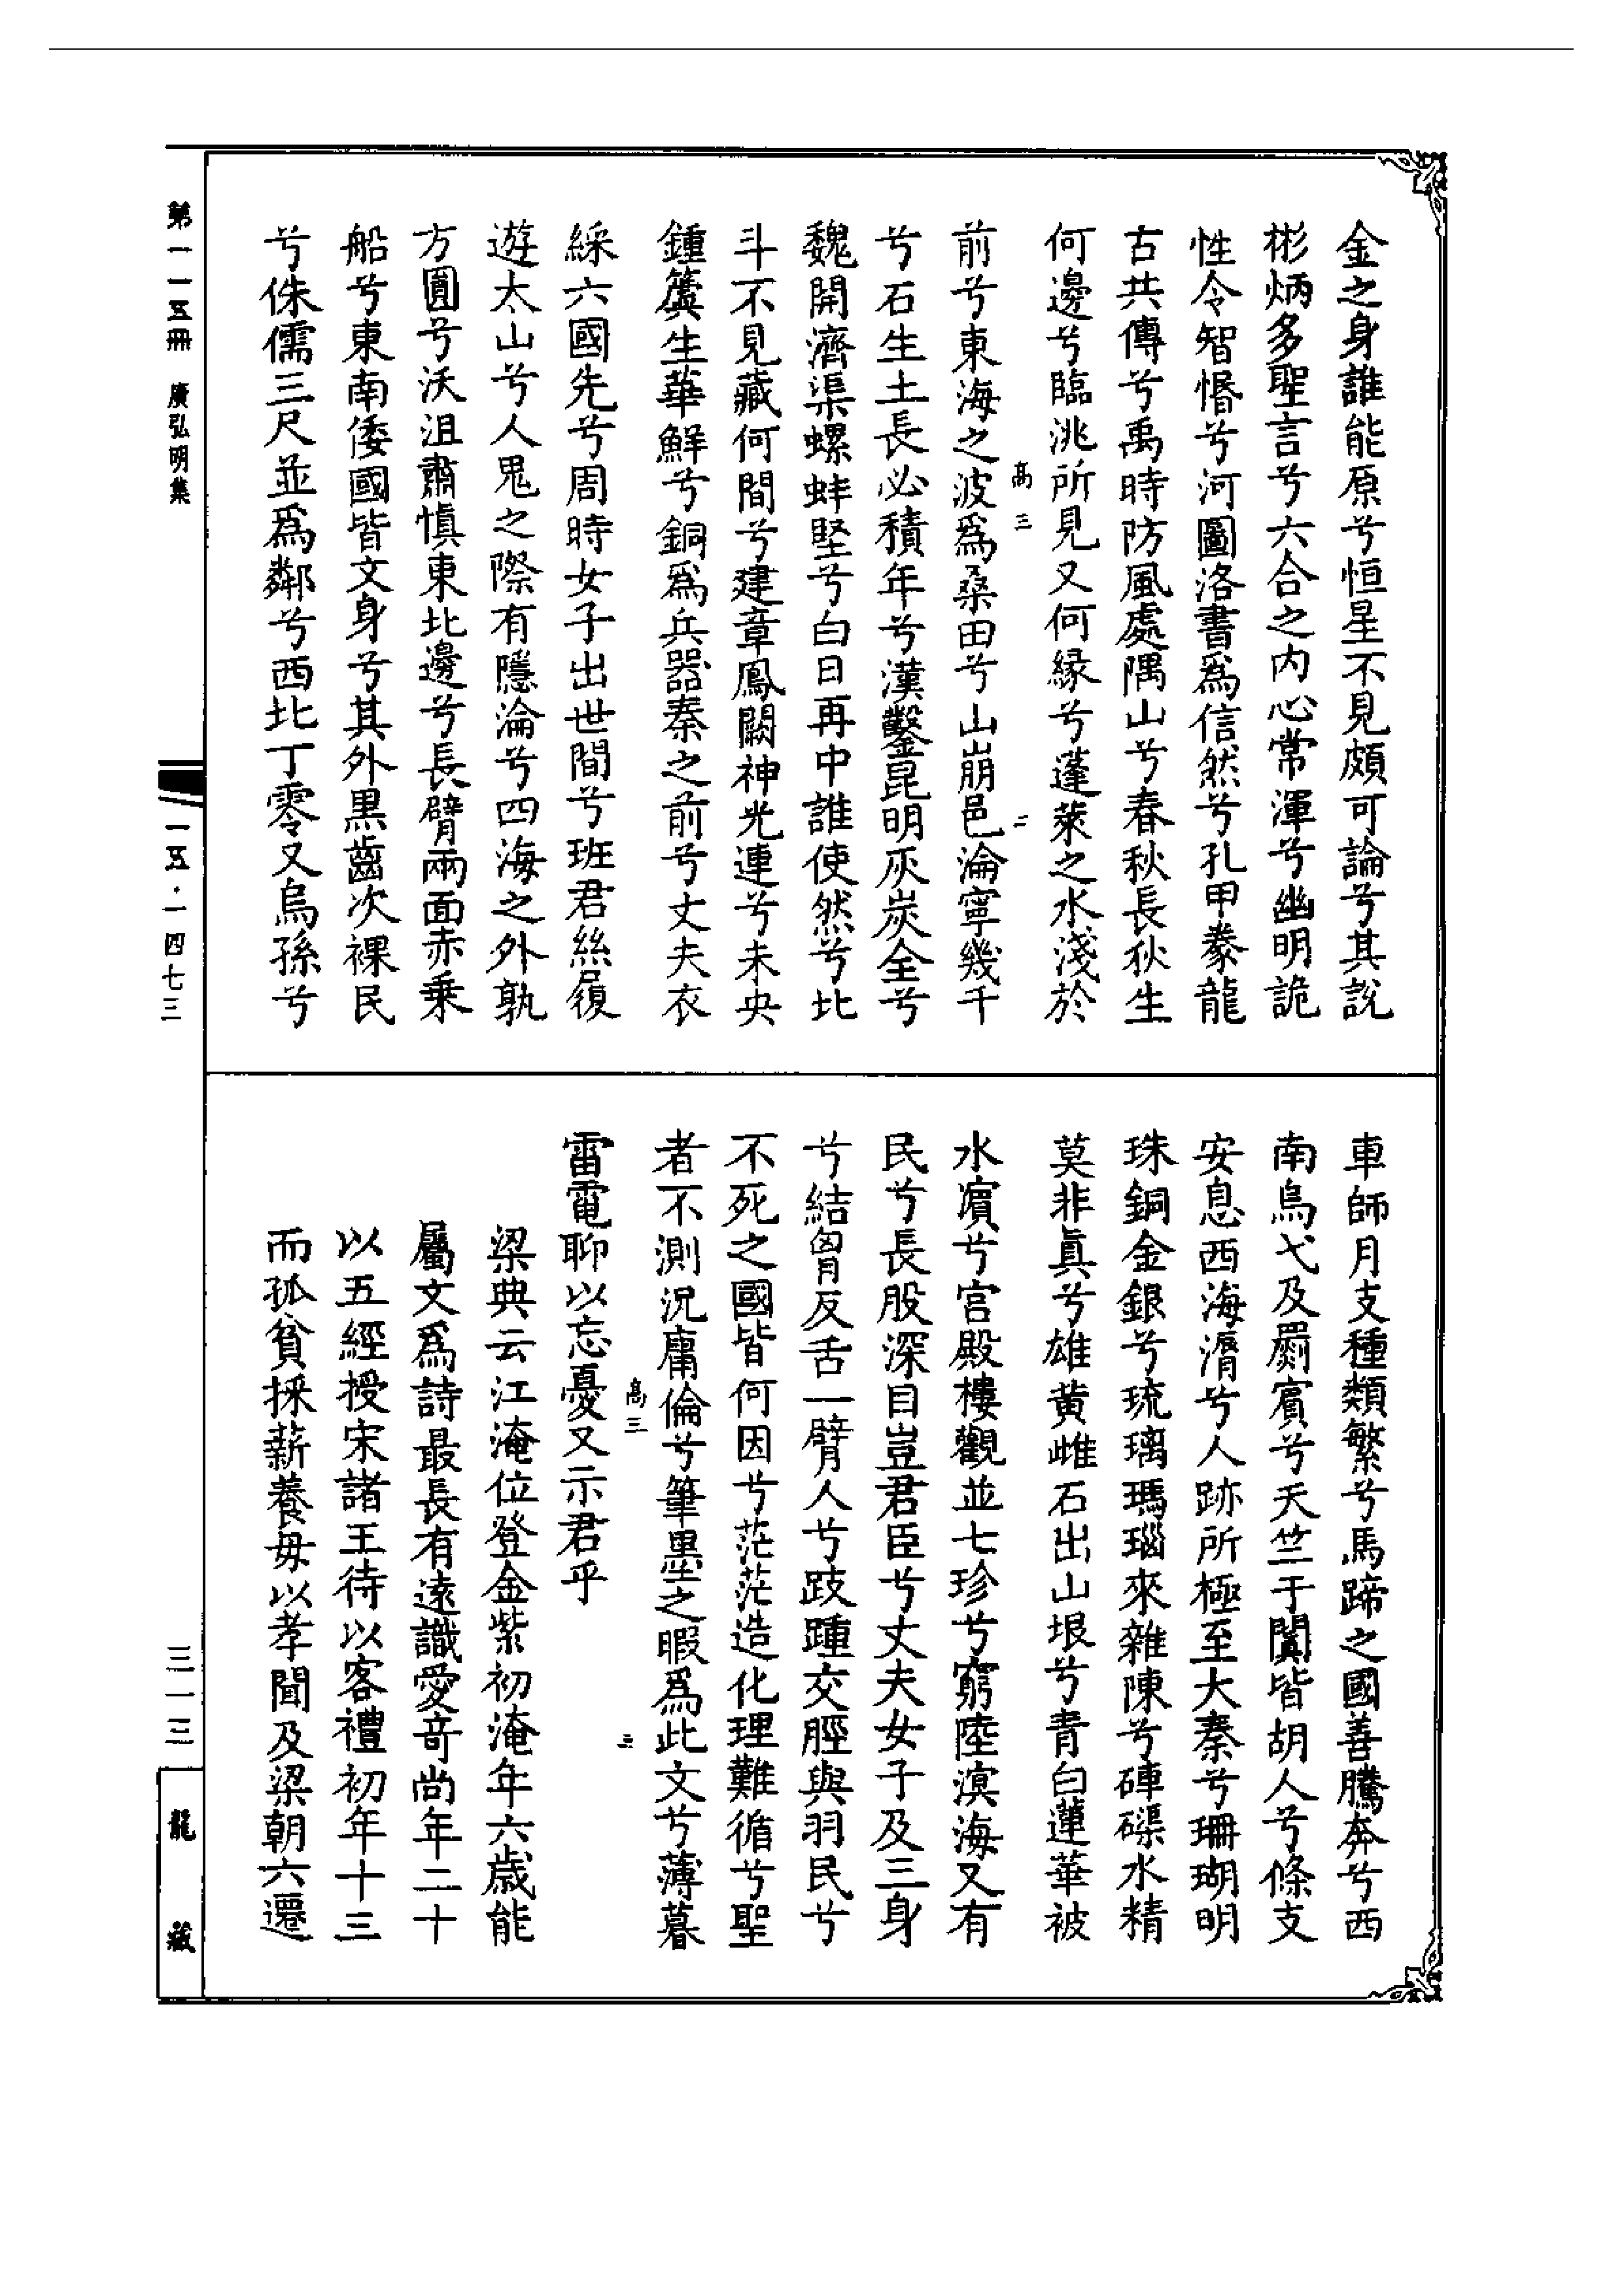 金之身誰能原兮恒星不見頗可論兮其說
彬炳多聖言兮六合之内心常渾兮幽明詭
性令智惛兮河圖洛書爲信然兮孔甲豢龍
古共傳兮禹時防風處隅山兮春秋長狄生
何邊兮臨洮所見又何緣兮蓬萊之水淺於
高三 二
前兮東海之波爲桑田兮山崩邑淪寧幾千
兮石生土長必積年兮漢鑿昆明灰炭全兮
魏開濟渠螺蚌堅兮白日再中誰使然兮北
斗不見藏何間兮建章鳳闕神光連兮未央
鍾簴生華鮮兮銅爲兵器秦之前兮丈夫衣
綵六國先兮周時女子出世間兮班君絲履
遊太山兮人鬼之際有隱淪兮四海之外孰
方圓兮沃沮肅慎東北邊兮長臂兩面赤乘
船兮東南倭國皆文身兮其外黑齒次裸民
兮侏儒三尺並爲鄰兮西北丁零又烏孫兮
車師月支種類繁兮馬蹄之國善騰奔兮西
南烏弋及罽賓兮天竺于闐皆胡人兮條支
安息西海漘兮人跡所極至大秦兮珊瑚明
珠銅金銀兮琉璃瑪瑙來雜陳兮硨磲水精
莫非眞兮雄黄雌石出山垠兮青白蓮華被
水濱兮宮殿樓觀並七珍兮窮陸溟海又有
民兮長股深目豈君臣兮丈夫女子及三身
兮結胷反舌一臂人兮跂踵交脛與羽民兮
不死之國皆何因兮茫茫造化理難循兮聖
者不測況庸倫兮筆墨之暇爲此文兮薄暮
高三 三
雷電聊以忘憂又示君乎
梁典云江淹位登金紫初淹年六歲能
屬文爲詩最長有遠識愛竒尚年二十
以五經授宋諸王待以客禮初年十三
而孤貧採薪養母以孝聞及梁朝六遷
第一一五冊 廣弘明集
一一五·一四七三
三一三
龍藏